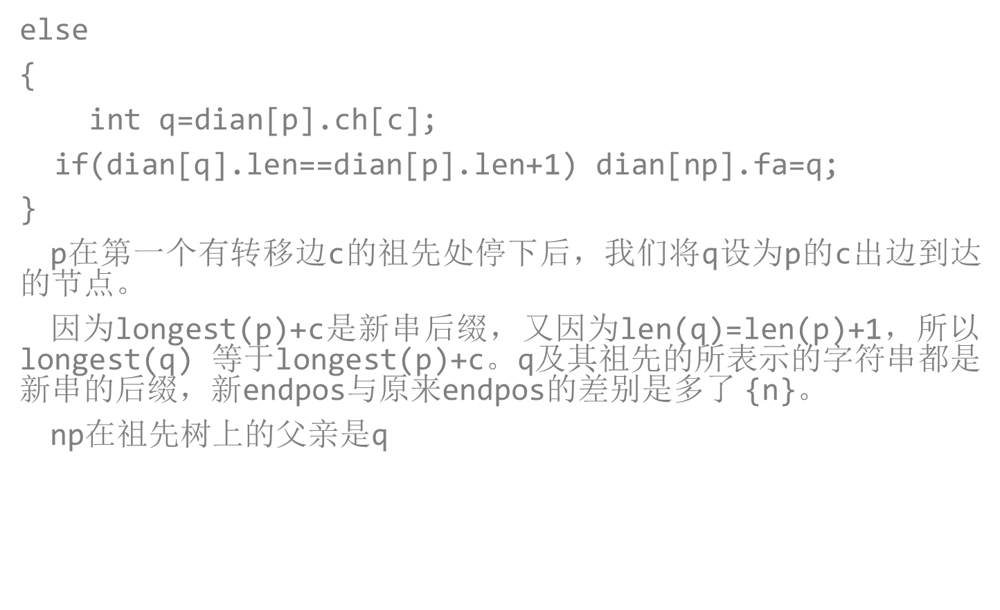 else
{
    int q=dian[p].ch[c];
  if(dian[q].len==dian[p].len+1) dian[np].fa=q;
}
p在第一个有转移边c的祖先处停下后，我们将q设为p的c出边到达
的节点。
因为longest(p)+c是新串后缀，又因为len(q)=len(p)+1，所以
longest(q) 等于longest(p)+c。q及其祖先的所表示的字符串都是
新串的后缀，新endpos与原来endpos的差别是多了 {n}。
np在祖先树上的父亲是q